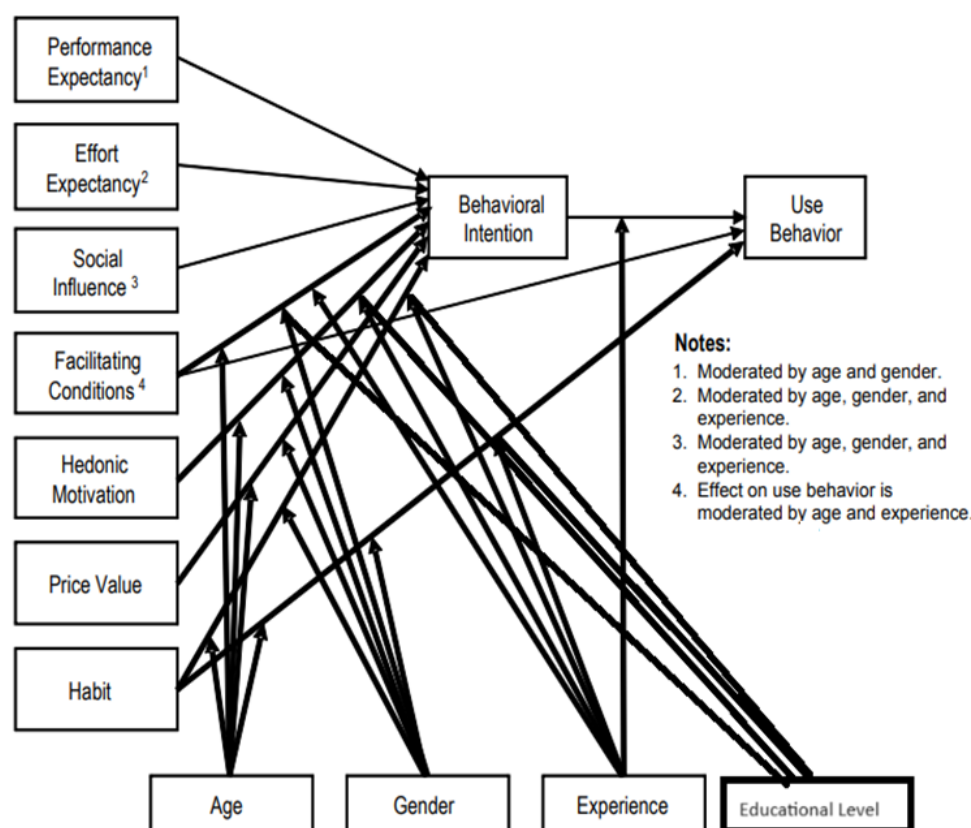 Performance
Expectancy1
Effort
Expectancy2
Social
Influence 3
Facilitating
Conditions 4
Hedonic
Motivation
Price Value
Habit
Behavioral
Intention
Use
Behavior
Notes:
1. Moderated by age and gender.
2. Moderated by age, gender, and
experience.
3. Moderated by age, gender, and
experience.
4. Effect on use behavior is
moderated by age and experience.
Age
Gender
Experience
Educational Level